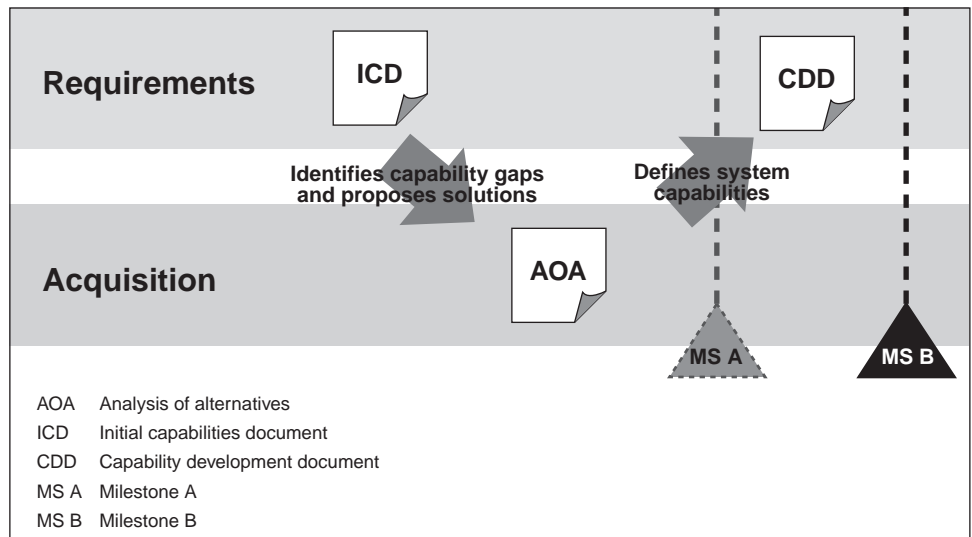 ICD
CDD
Requirements
Identifies capability gaps
and proposes solutions
Defines system
capabilities
AOA
Acquisition
MS A
MS B
AOA Analysis of alternatives
ICD Initial capabilities document
CDD Capability development document
MS A Milestone A
MS B Milestone B